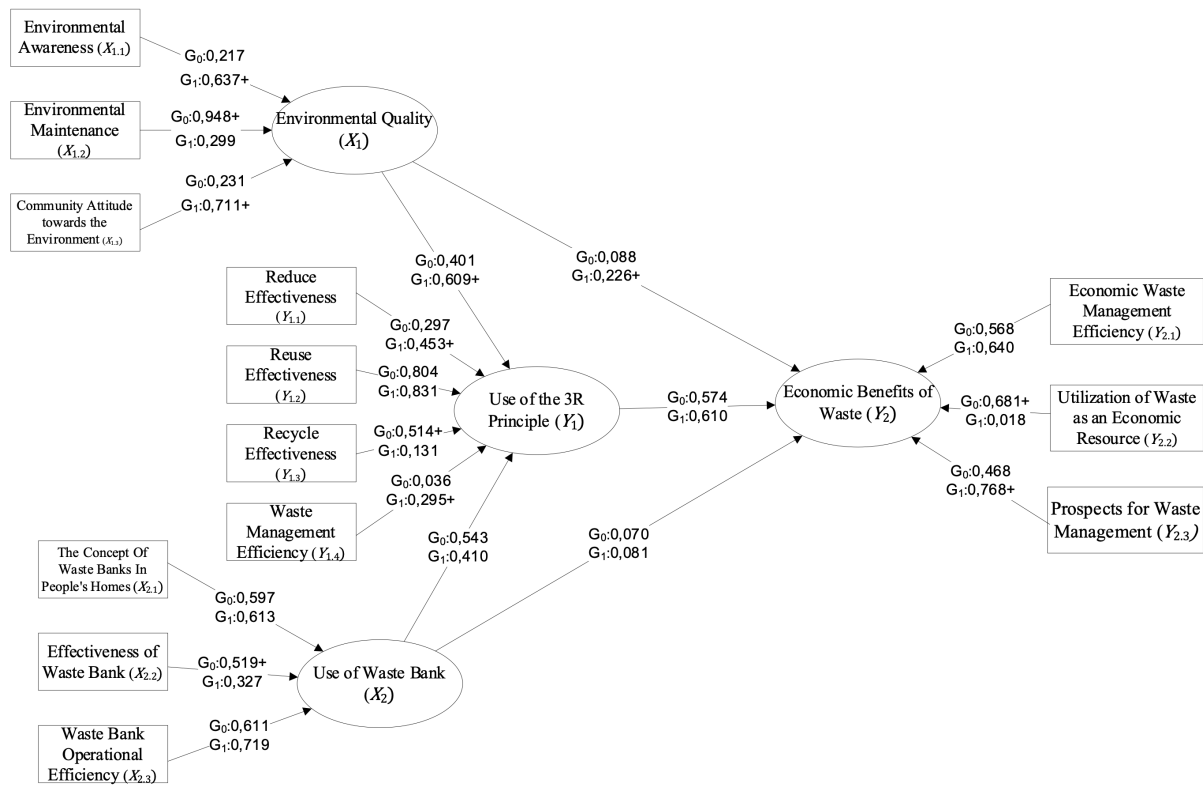 Environmental
Awareness (X1.1)
G0:0,217
G1:0,637+
Environmental
Maintenance
(X1.2)
G0:0,948+
G1:0,299
Environmental Quality
(X1)
Community Attitude
towards the
Environment (X1.3)
G0:0,231
G1:0,711+
G0:0,401
G1:0,609+
G0:0,088
G1:0,226+
Reduce
Effectiveness
(Y1.1)
G0:0,297
G1:0,453+
Reuse
Effectiveness
(Y1.2)
G0:0,804
G1:0,831
Recycle
Effectiveness
(Y1.3)
G0:0,514+
G1:0,131
Waste
Management
Efficiency (Y1.4)
G0:0,036
G1:0,295+
Use of the 3R
Principle (Y1)
G0:0,574
G1:0,610
Economic Benefits of
Waste (Y2)
Economic Waste
Management
Efficiency (Y2.1)
G0:0,568
G1:0,640
Utilization of Waste
as an Economic
Resource (Y2.2)
G0:0,681+
G1:0,018
Prospects for Waste
Management (Y2.3)
G0:0,468
G1:0,768+
G0:0,543
G1:0,410
G0:0,070
G1:0,081
The Concept Of
Waste Banks In
People's Homes (X2.1)
G0:0,597
G1:0,613
Effectiveness of
Waste Bank (X2.2)
G0:0,519+
G1:0,327
Use of Waste Bank
(X2)
Waste Bank
Operational
Efficiency (X2.3)
G0:0,611
G1:0,719